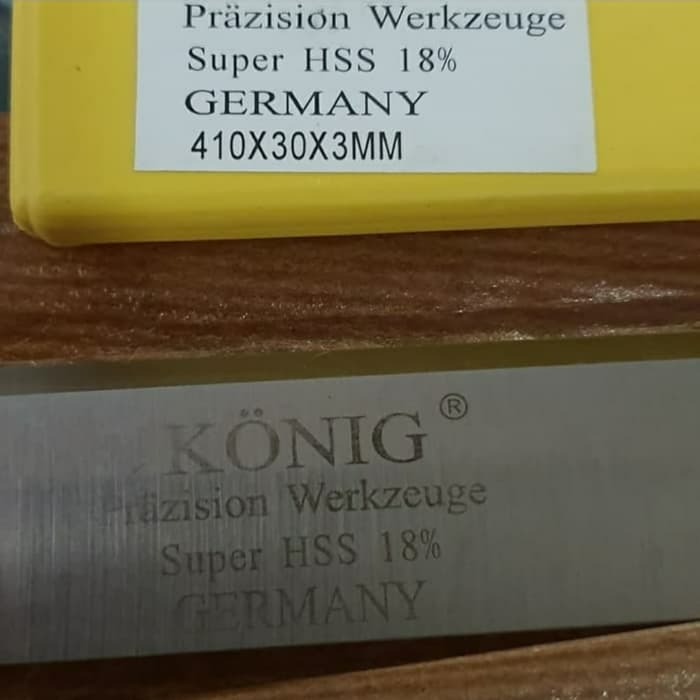 Präzision Werkzeuge
Super HSS 18%
GERMANY
410X30X3MM
KÖNIG ®
Präzision Werkzeuge
Super HSS 18%
GERMANY